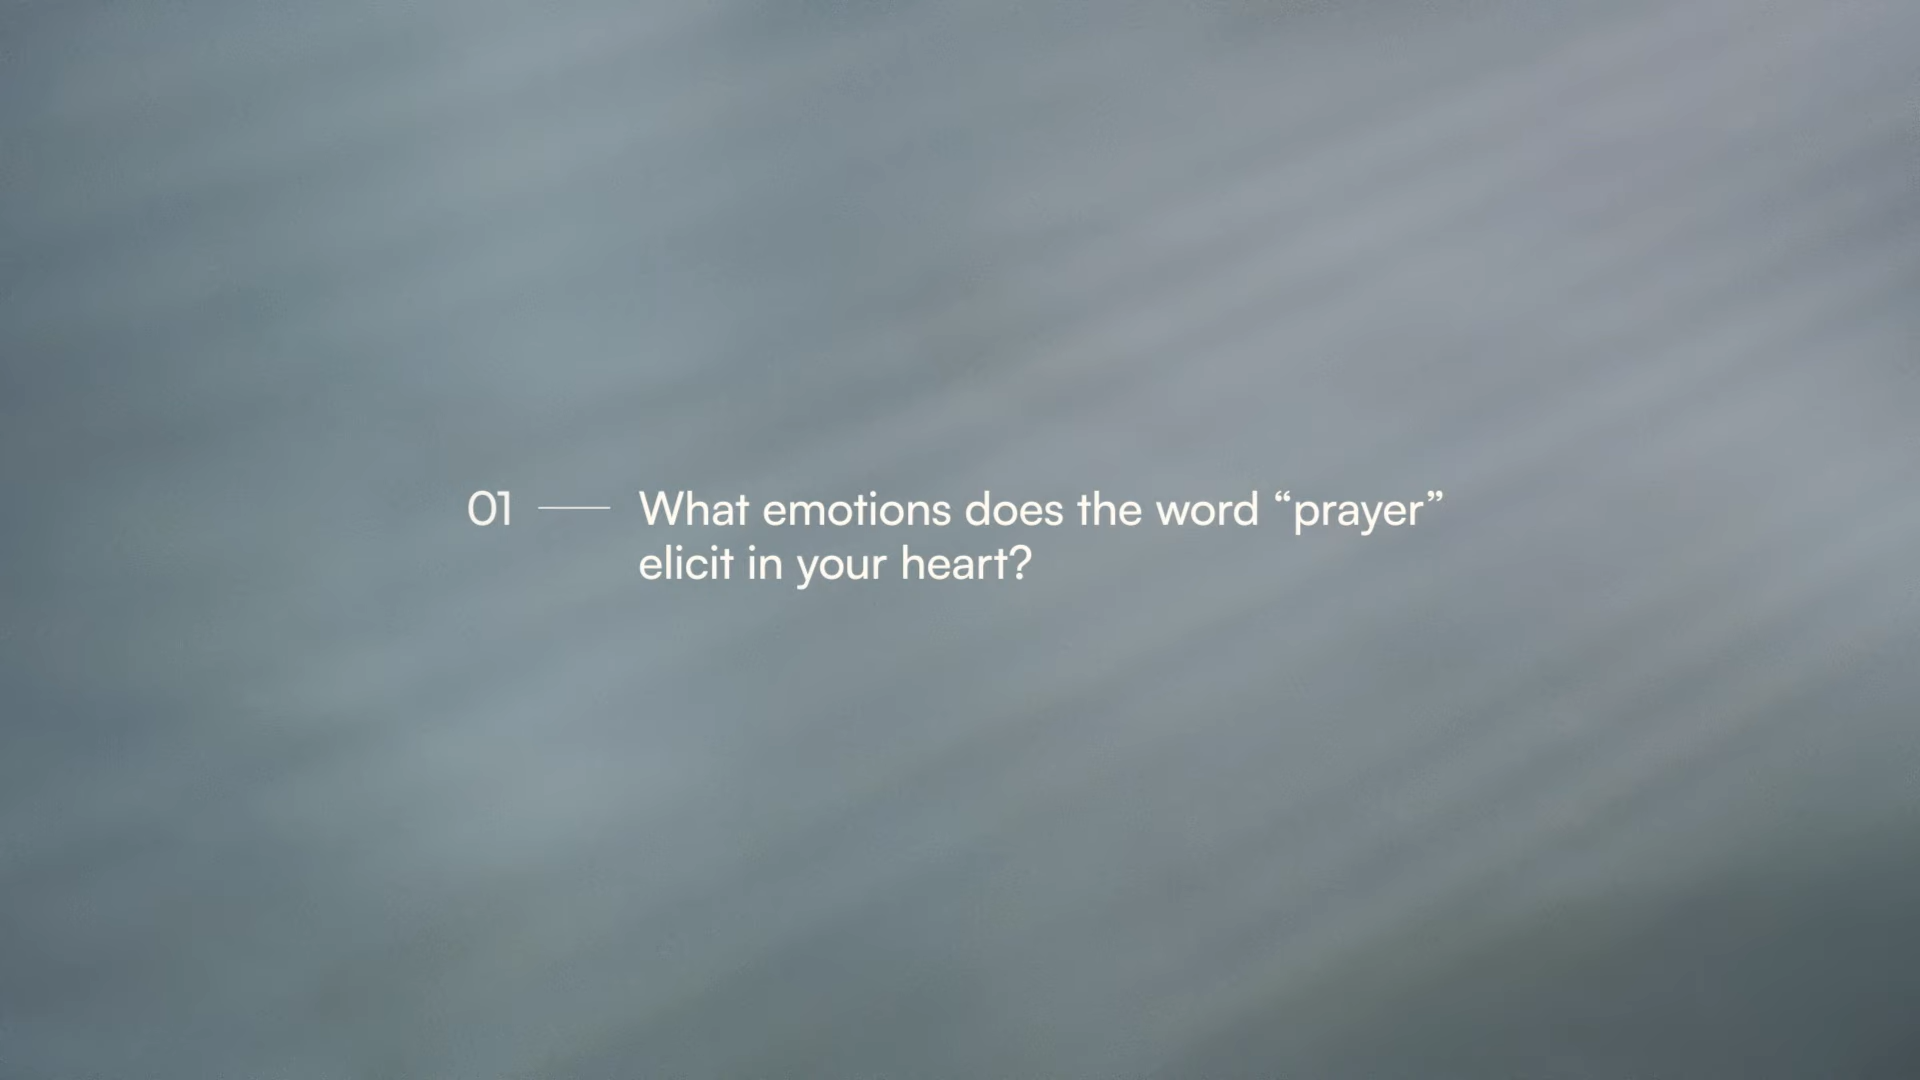 01 What emotions does the word “prayer”
elicit in your heart?